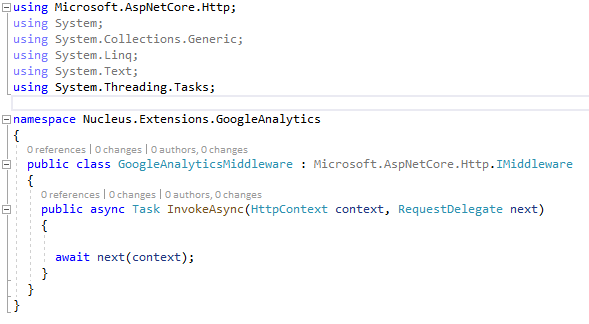 using Microsoft.AspNetCore.Http;
using System;
using System.Collections.Generic;
using System.Linq;
using System.Text;
using System.Threading.Tasks;
namespace Nucleus.Extensions.GoogleAnalytics
{
0 references | 0 changes | 0 authors, 0 changes
public class GoogleAnalyticsMiddleware : Microsoft.AspNetCore.Http.IMiddleware
{
0 references | 0 changes | 0 authors, 0 changes
public async Task InvokeAsync(HttpContext context, RequestDelegate next)
{
await next(context);
}
}
}